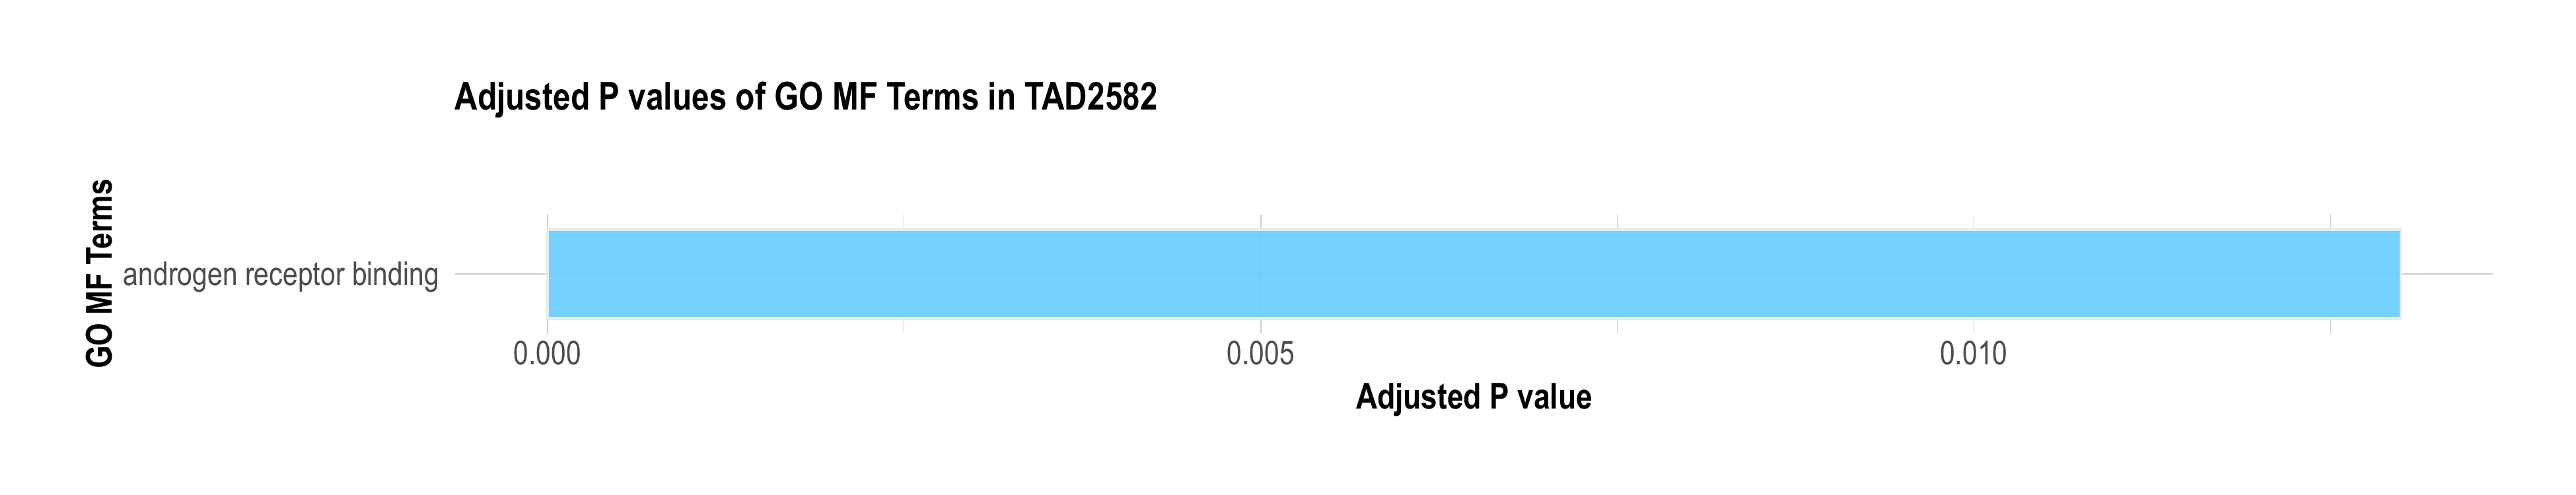 Adjusted P values of GO MF Terms in TAD2582
GO MF Terms
androgen receptor binding
0.000
0.005
0.010
Adjusted P value